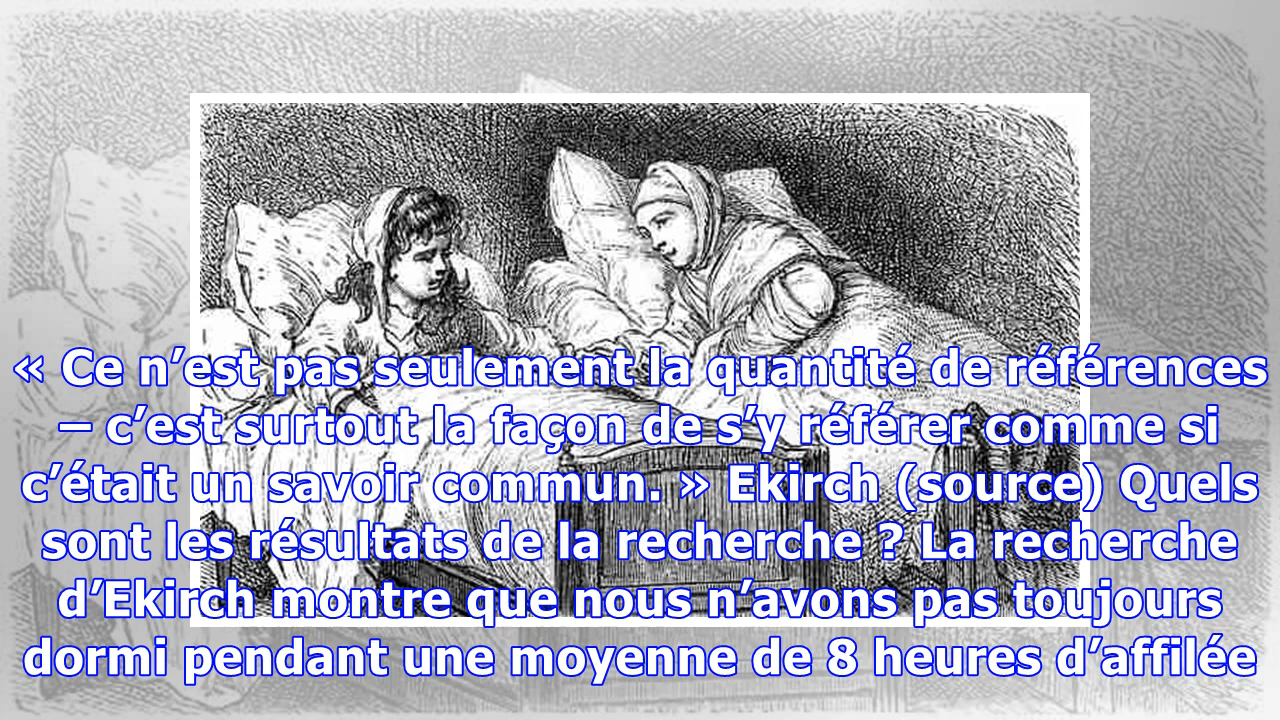 « Ce n’est pas seulement la quantité de références
– c’est surtout la façon de s’y référer comme si
c’était un savoir commun. » Ekirch (source) Quels
sont les résultats de la recherche ? La recherche
d’Ekirch montre que nous n’avons pas toujours
dormi pendant une moyenne de 8 heures d’affilée